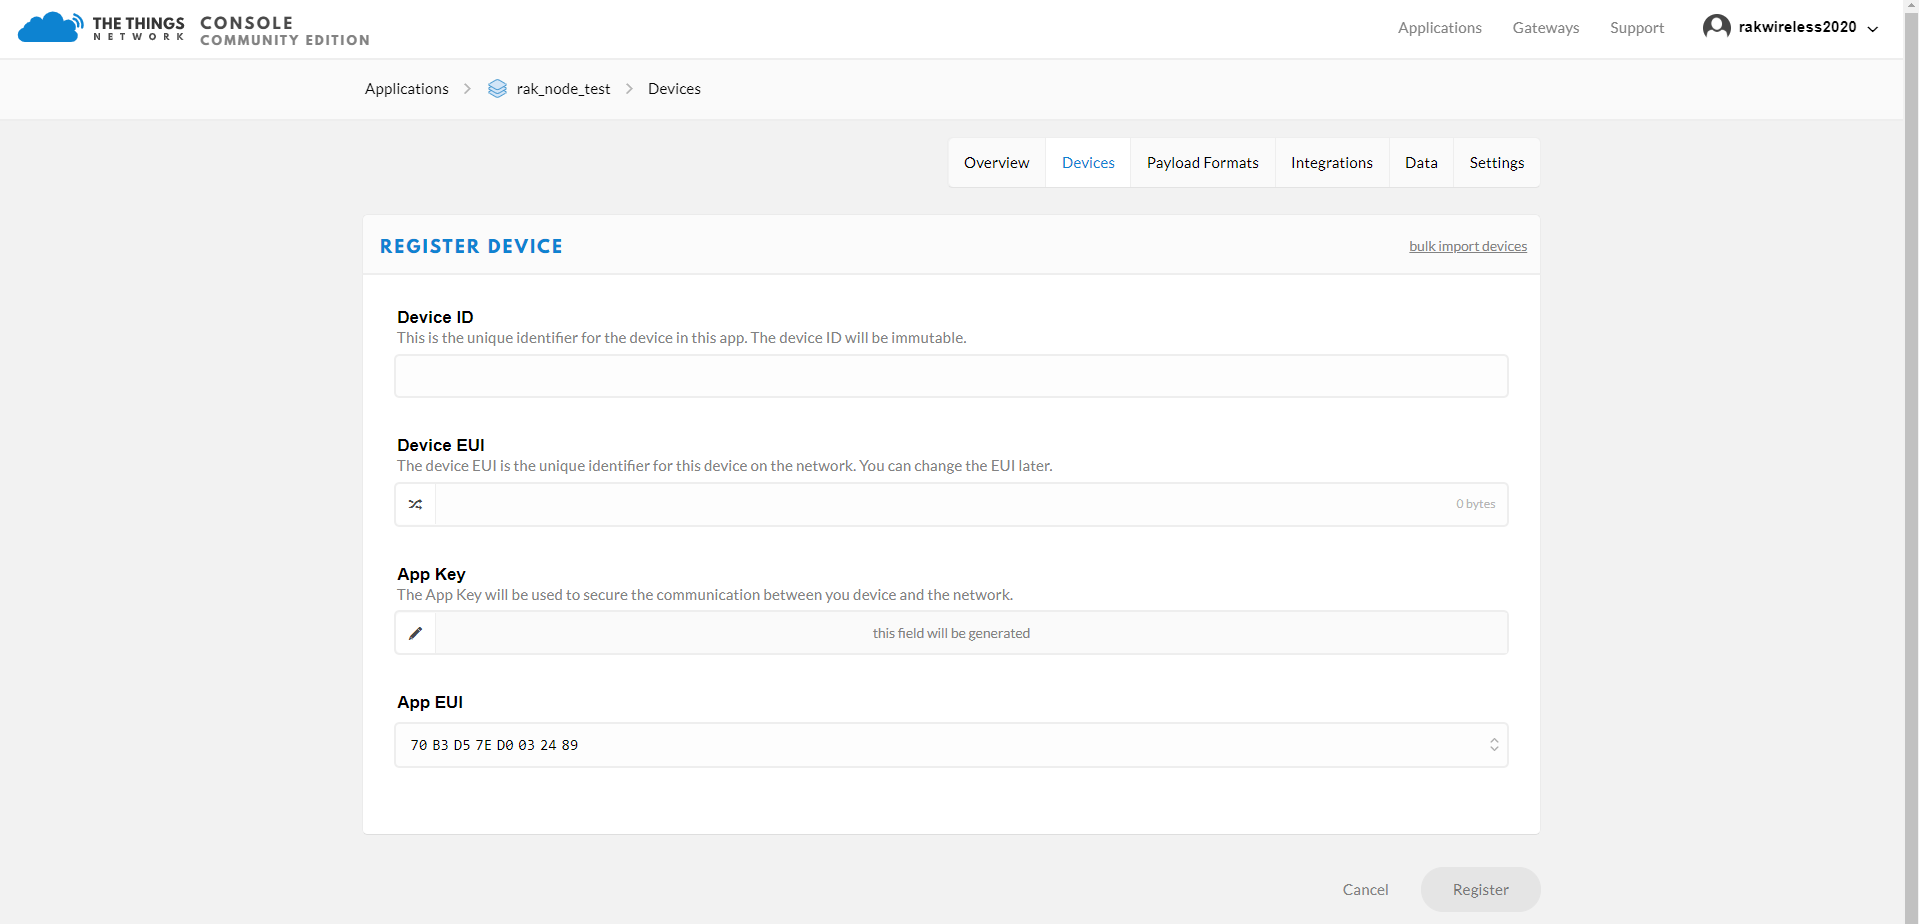 THE THINGS
NETWORK
CONSOLE
COMMUNITY EDITION
Applications
Gateways
Support
rakwireless2020
Applications
rak_node_test
Devices
Overview
Devices
Payload Formats
Integrations
Data
Settings
REGISTER DEVICE
bulk import devices
Device ID
This is the unique identifier for the device in this app. The device ID will be immutable.
Device EUI
The device EUI is the unique identifier for this device on the network. You can change the EUI later.
0 bytes
App Key
The App Key will be used to secure the communication between you device and the network.
this field will be generated
App EUI
70 B3 D5 7E D0 03 24 89
Cancel
Register